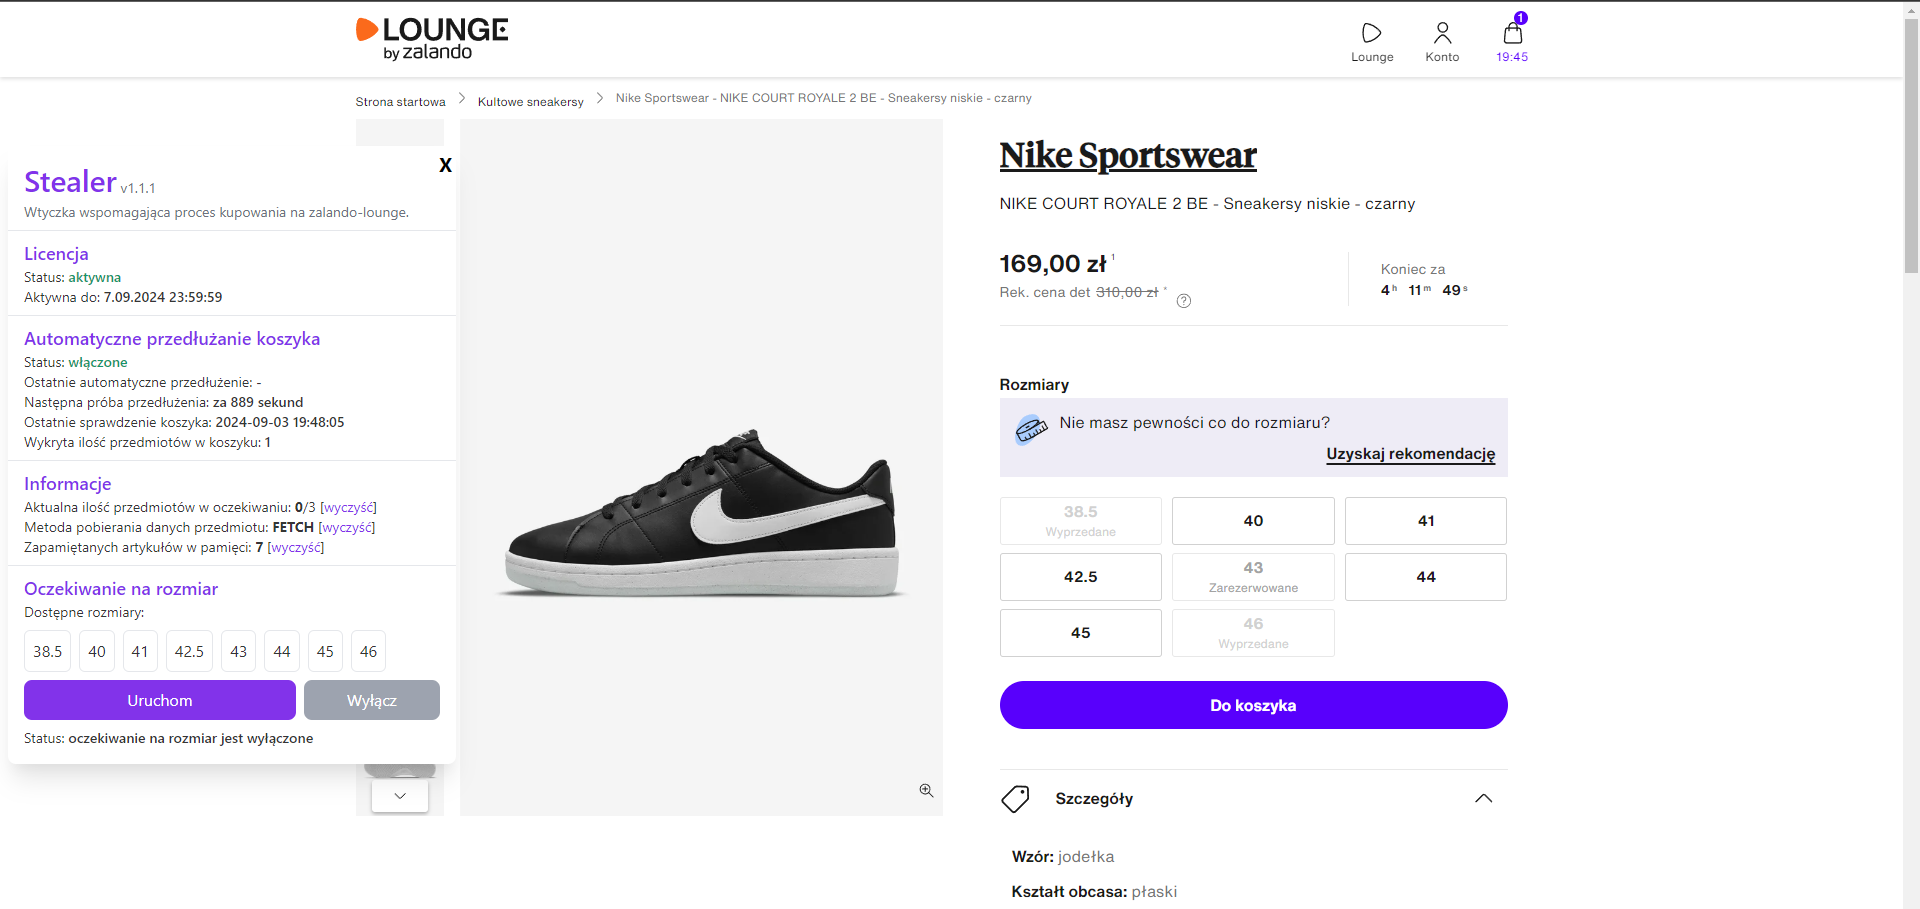 LOUNGE
by zalando
Lounge
Konto
1
19:45
Strona startowa
Kultowe sneakersy
Nike Sportswear - NIKE COURT ROYALE 2 BE - Sneakersy niskie - czarny
X
Stealer v1.1.1
Wtyczka wspomagająca proces kupowania na zalando-lounge.
Licencja
Status: aktywna
Aktywna do: 7.09.2024 23:59:59
Automatyczne przedłużanie koszyka
Status: włączone
Ostatnie automatyczne przedłużenie: -
Następna próba przedłużenia: za 889 sekund
Ostatnie sprawdzenie koszyka: 2024-09-03 19:48:05
Wykryta ilość przedmiotów w koszyku: 1
Informacje
Aktualna ilość przedmiotów w oczekiwaniu: 0/3 [wyczyść]
Metoda pobierania danych przedmiotu: FETCH [wyczyść]
Zapamiętanych artykułów w pamięci: 7 [wyczyść]
Oczekiwanie na rozmiar
Dostępne rozmiary:
38.5 40 41 42.5 43 44 45 46
Uruchom Wyłącz
Status: oczekiwanie na rozmiar jest wyłączone
Nike Sportswear
NIKE COURT ROYALE 2 BE - Sneakersy niskie - czarny
169,00 zł 1
Rek. cena det 310,00 zł * ?
Koniec za
4 h 11 m 49 s
Rozmiary
Nie masz pewności co do rozmiaru?
Uzyskaj rekomendację
38.5
Wyprzedane
40
41
42.5
43
Zarezerwowane
44
45
46
Wyprzedane
Do koszyka
Szczegóły
Wzór: jodełka
Kształt obcasa: płaski